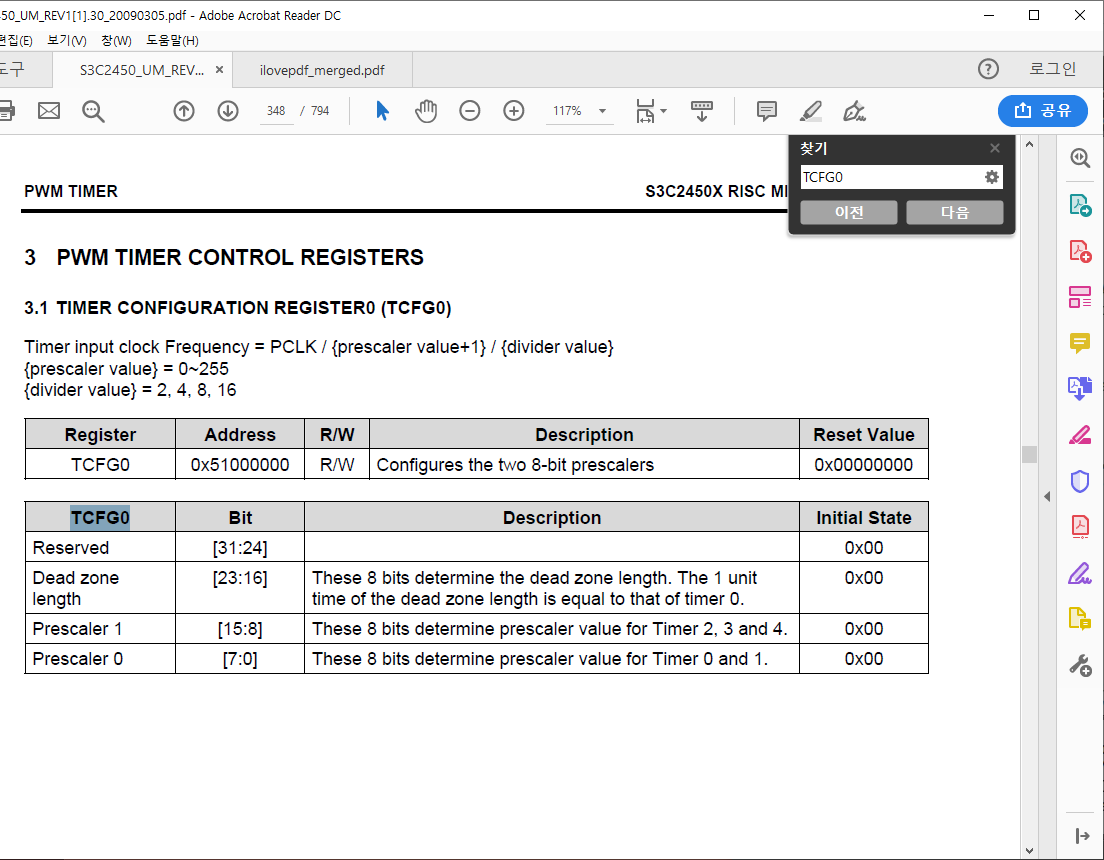 50_UM_REV1[1].30_20090305.pdf - Adobe Acrobat Reader DC
편집(E) 보기(V) 창(W) 도움말(H)
도구 S3C2450_UM_REV... × ilovepdf_merged.pdf ? 로그인
348 / 794 117% 공유
찾기
TCFG0
이전 다음
PWM TIMER S3C2450X RISC MI
3 PWM TIMER CONTROL REGISTERS
3.1 TIMER CONFIGURATION REGISTER0 (TCFG0)
Timer input clock Frequency = PCLK / {prescaler value+1} / {divider value}
{prescaler value} = 0~255
{divider value} = 2, 4, 8, 16
Register Address R/W Description Reset Value
TCFG0 0x51000000 R/W Configures the two 8-bit prescalers 0x00000000
TCFG0 Bit Description Initial State
Reserved [31:24] 0x00
Dead zone length [23:16] These 8 bits determine the dead zone length. The 1 unit 0x00
time of the dead zone length is equal to that of timer 0.
Prescaler 1 [15:8] These 8 bits determine prescaler value for Timer 2, 3 and 4. 0x00
Prescaler 0 [7:0] These 8 bits determine prescaler value for Timer 0 and 1. 0x00